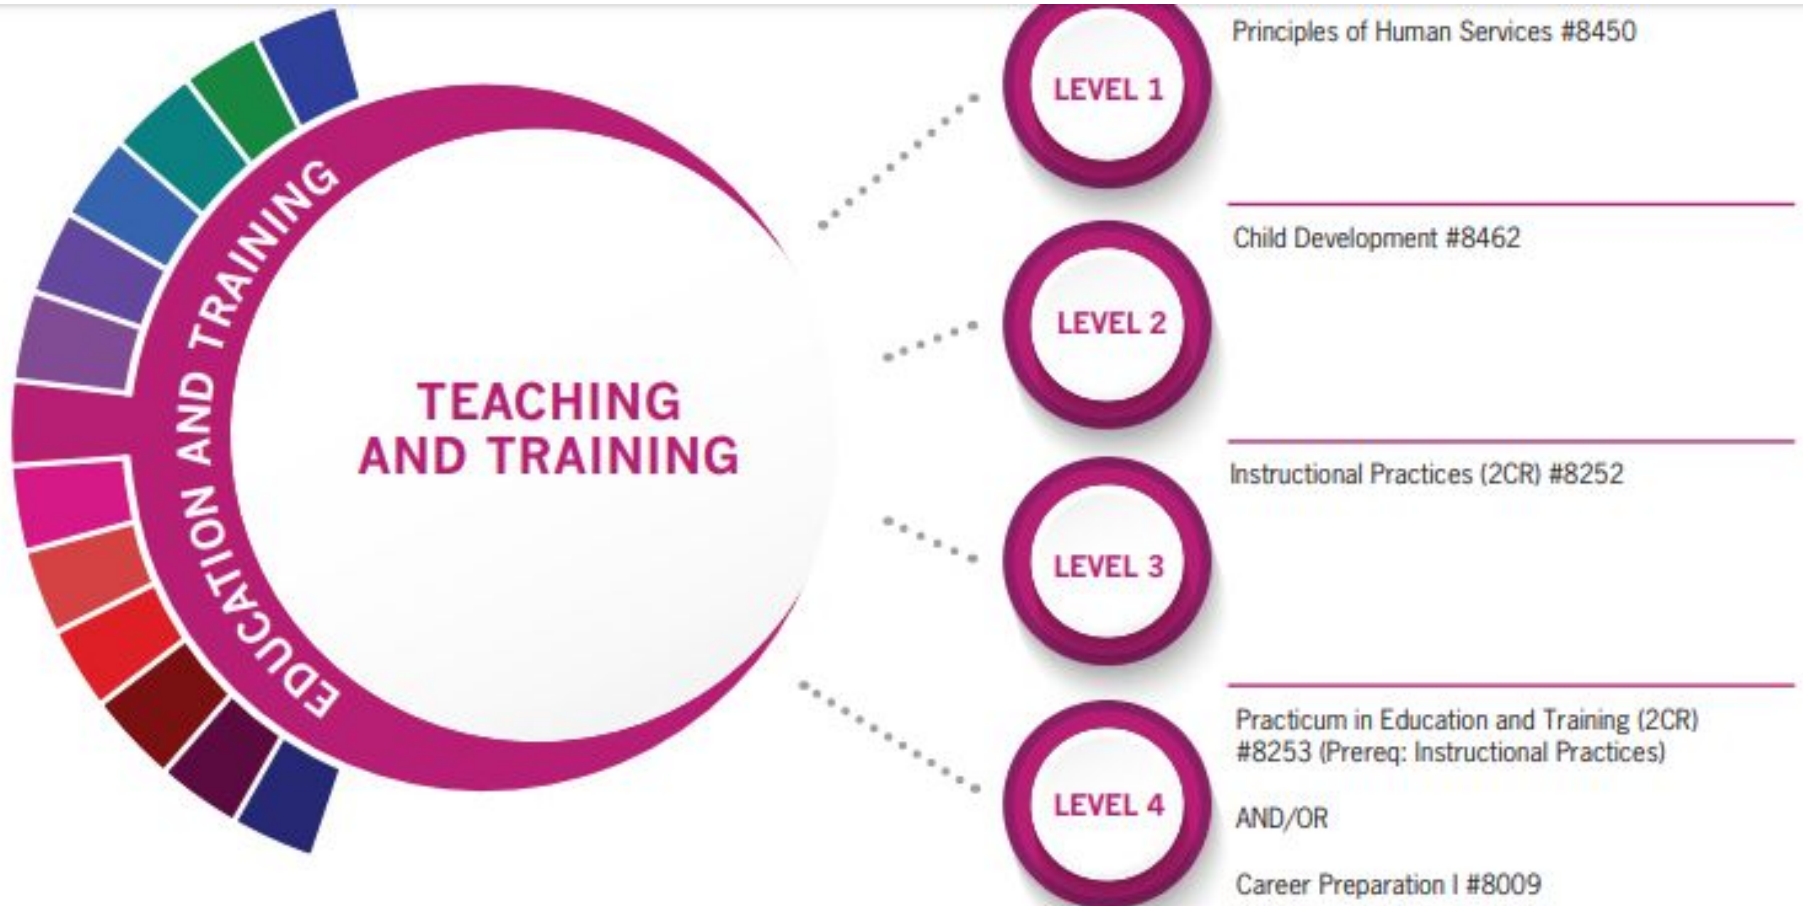 EDUCATION AND TRAINING
TEACHING
AND TRAINING
LEVEL 1
Principles of Human Services #8450
LEVEL 2
Child Development #8462
LEVEL 3
Instructional Practices (2CR) #8252
LEVEL 4
Practicum in Education and Training (2CR)
#8253 (Prereq: Instructional Practices)
AND/OR
Career Preparation I #8009